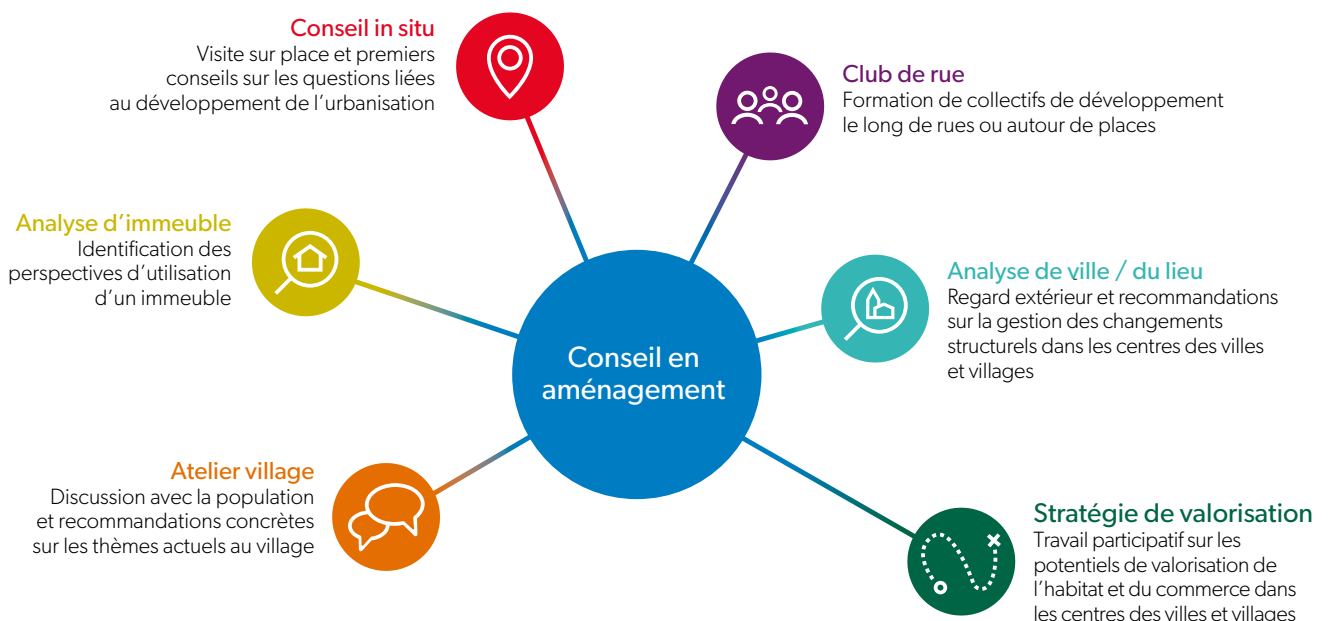 Conseil in situ
Visite sur place et premiers
conseils sur les questions liées
au développement de l'urbanisation
Club de rue
Formation de collectifs de développement
le long de rues ou autour de places
Analyse d'immeuble
Identification des
perspectives d'utilisation
d'un immeuble
Analyse de ville / du lieu
Regard extérieur et recommandations
sur la gestion des changements
structurels dans les centres des villes
et villages
Conseil en
aménagement
Atelier village
Discussion avec la population
et recommandations concrètes
sur les thèmes actuels au village
Stratégie de valorisation
Travail participatif sur les
potentiels de valorisation de
l'habitat et du commerce dans
les centres des villes et villages